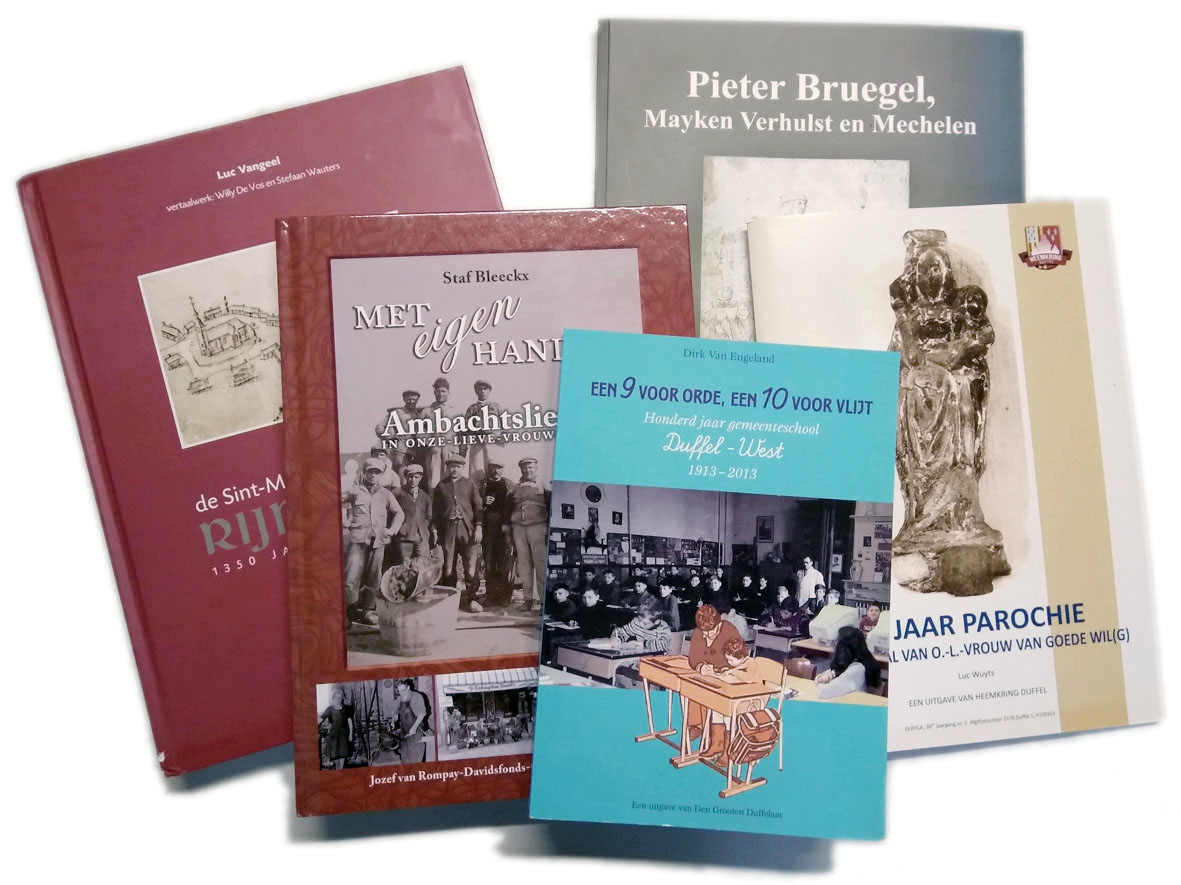 Luc Vangeel
vertaalwerk: Willy De Vos en Stefaan Wauters
de Sint-M
RIJ
1350 JA
Staf Bleeckx
MET
eigen
HAN
Ambachtslie
IN ONZE-LIEVE-VROUW
Jozef van Rompay-Davidsfonds-
Pieter Bruegel,
Mayken Verhulst en Mechelen
Dirk Van Engeland
EEN 9 VOOR ORDE, EEN 10 VOOR VLIJT
Honderd jaar gemeenteschool
Duffel - West
1913 – 2013
Een uitgave van Den Grooten Duffelaar
HEEMKRING
DUFFEL
JAAR PAROCHIE
AL VAN O.-L.-VROUW VAN GOEDE WIL(G)
Luc Wuyts
EEN UITGAVE VAN HEEMKRING DUFFEL